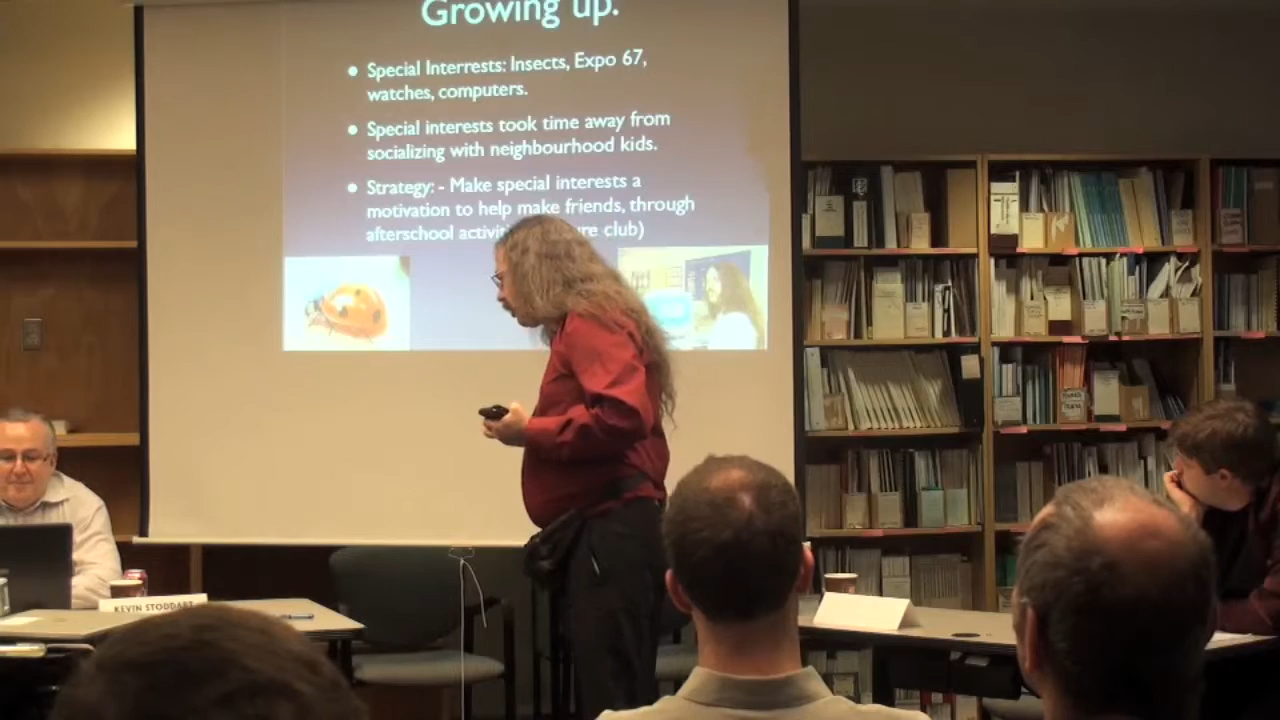 Growing up.
• Special Interrests: Insects, Expo 67,
watches, computers.
• Special interests took time away from
socializing with neighbourhood kids.
• Strategy: - Make special interests a
motivation to help make friends, through
afterschool club)
KEVIN STODDART